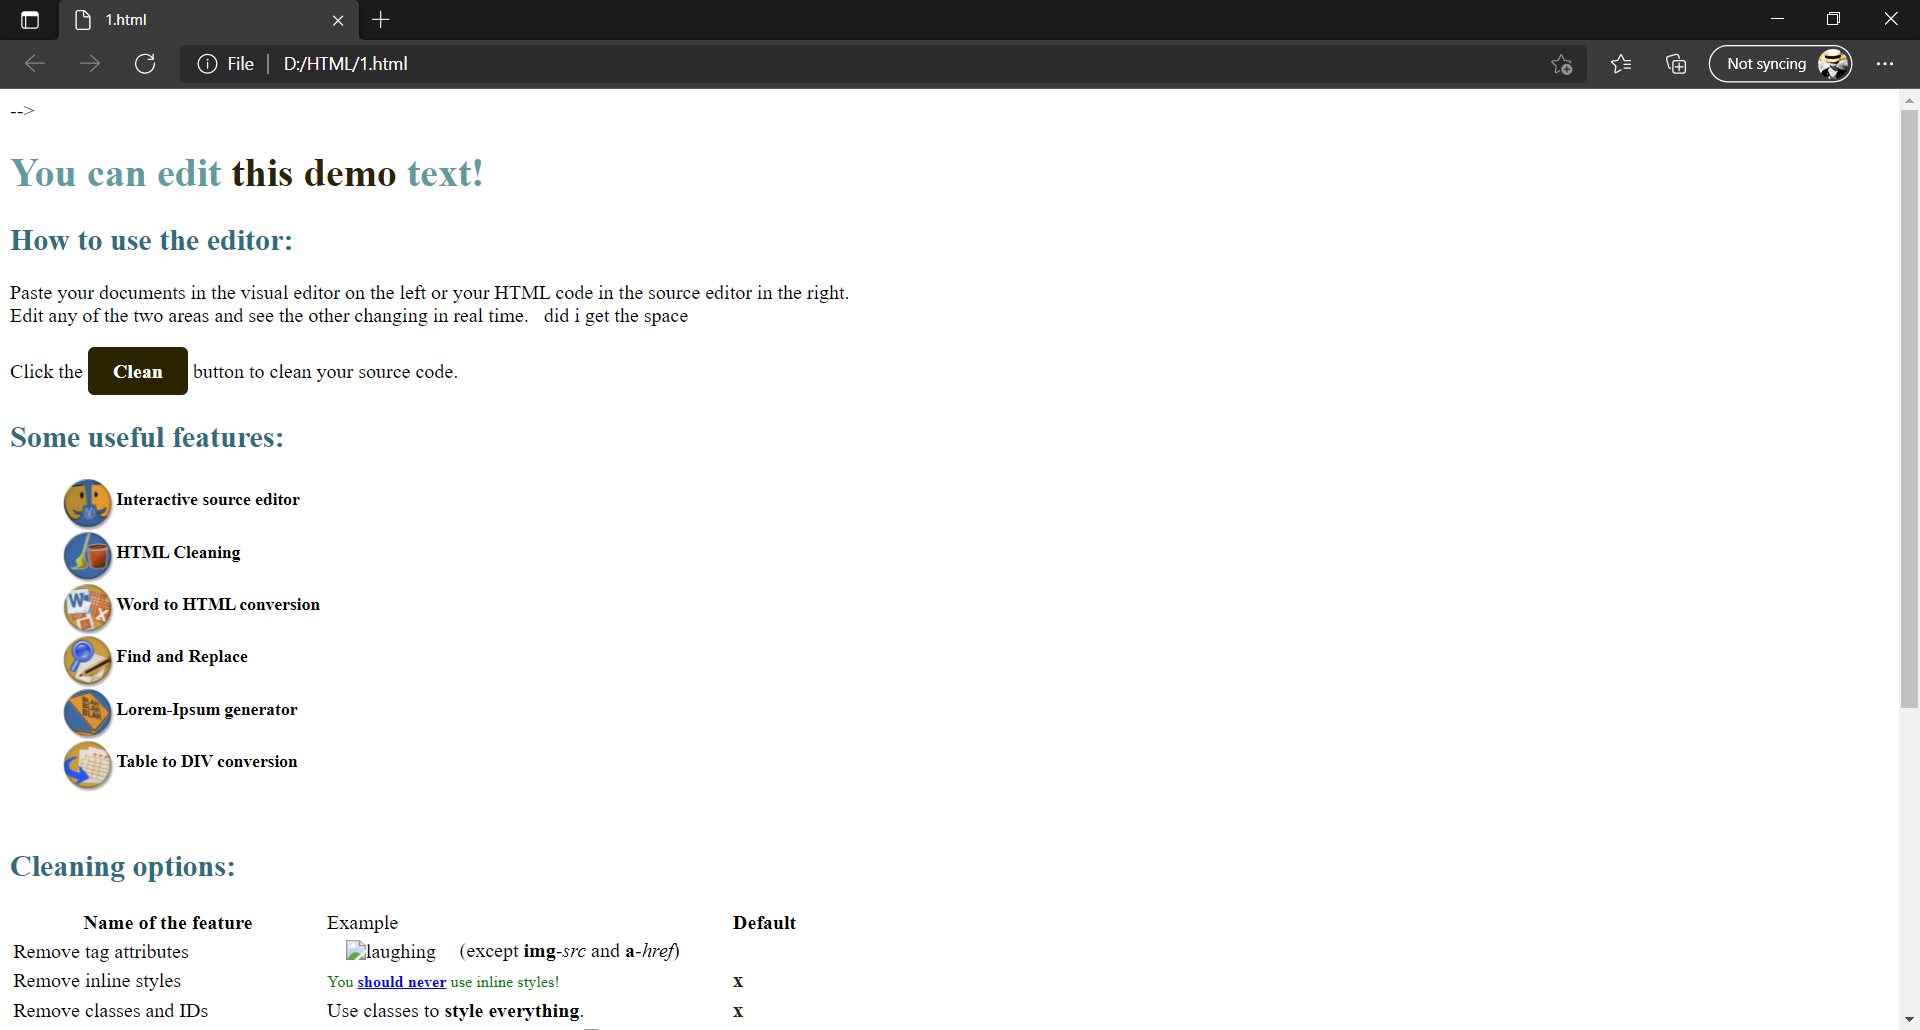 1.html
File
D:/HTML/1.html
Not syncing
-->
You can edit this demo text!
How to use the editor:
Paste your documents in the visual editor on the left or your HTML code in the source editor in the right.
Edit any of the two areas and see the other changing in real time.   did i get the space
Click the Clean button to clean your source code.
Some useful features:
Interactive source editor
HTML Cleaning
Word to HTML conversion
Find and Replace
BLAH BLAH BLAH
Lorem-Ipsum generator
Table to DIV conversion
Cleaning options:
Name of the feature Example Default
Remove tag attributes laughing (except img-src and a-href)
Remove inline styles You should never use inline styles! x
Remove classes and IDs Use classes to style everything. x